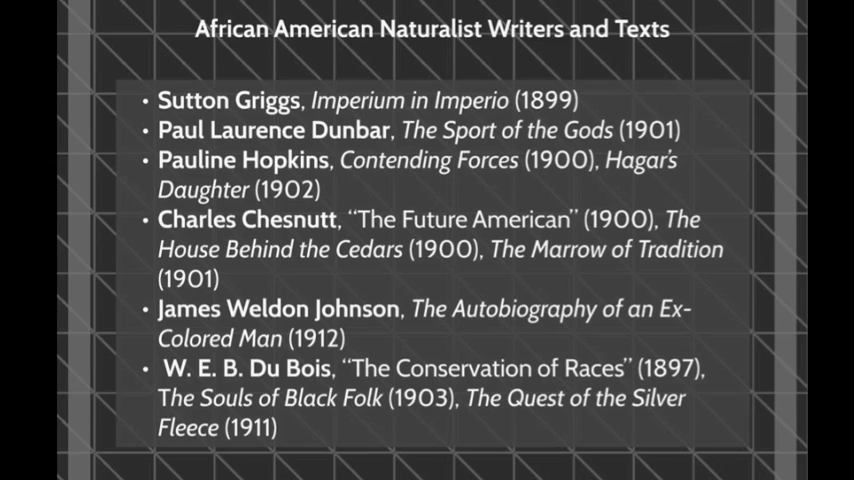 African American Naturalist Writers and Texts
• Sutton Griggs, Imperium in Imperio (1899)
• Paul Laurence Dunbar, The Sport of the Gods (1901)
• Pauline Hopkins, Contending Forces (1900), Hagar's
Daughter (1902)
• Charles Chesnutt, “The Future American” (1900), The
House Behind the Cedars (1900), The Marrow of Tradition
(1901)
• James Weldon Johnson, The Autobiography of an Ex-
Colored Man (1912)
• W. E. B. Du Bois, “The Conservation of Races” (1897),
The Souls of Black Folk (1903), The Quest of the Silver
Fleece (1911)